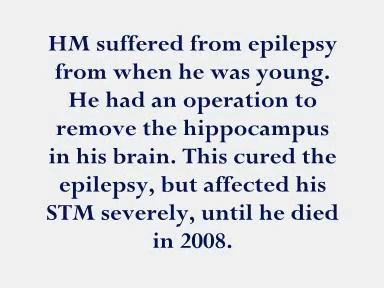 HM suffered from epilepsy
from when he was young.
He had an operation to
remove the hippocampus
in his brain. This cured the
epilepsy, but affected his
STM severely, until he died
in 2008.